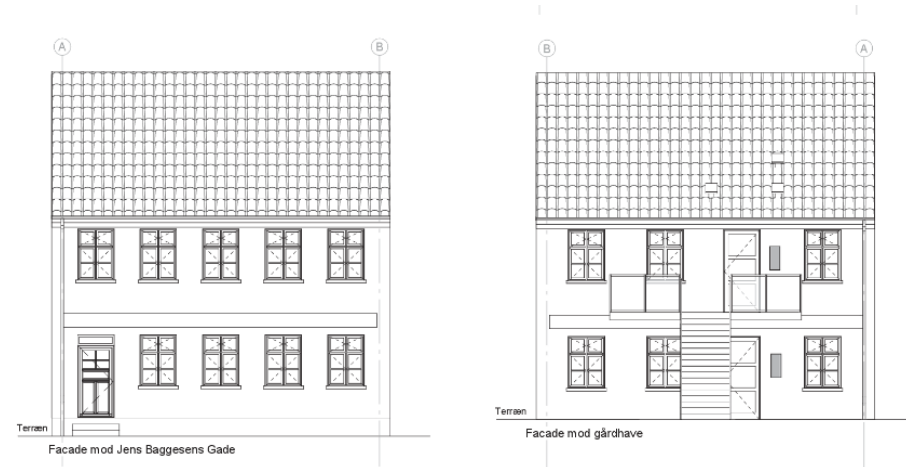 A
B
Terræn
Facade mod Jens Baggesens Gade
B
A
Terræn
Facade mod gårdhave